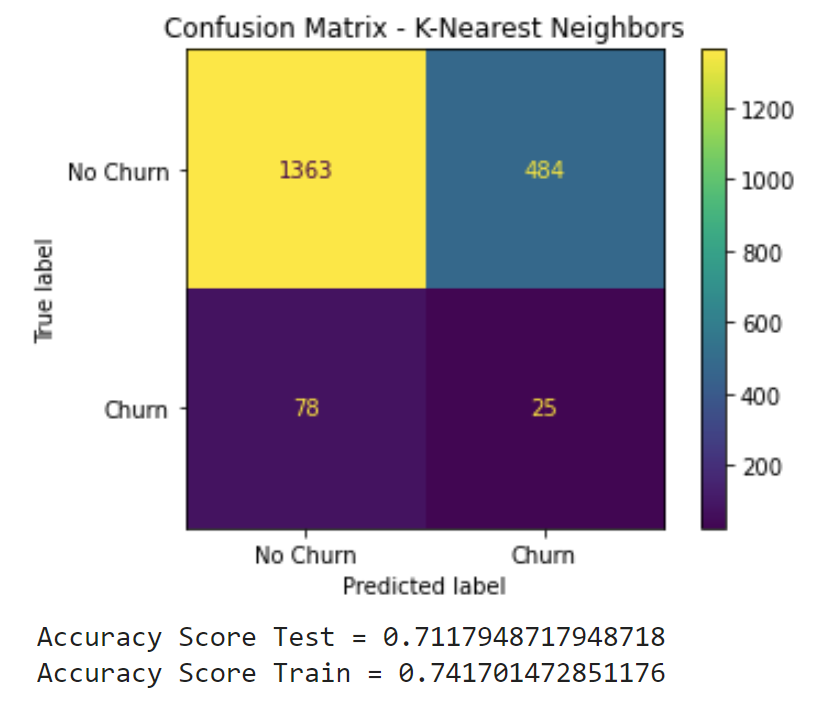 Confusion Matrix - K-Nearest Neighbors
True label
No Churn
1363
484
Churn
78
25
1200
1000
800
600
400
200
No Churn Churn
Predicted label
Accuracy Score Test = 0.7117948717948718
Accuracy Score Train = 0.741701472851176